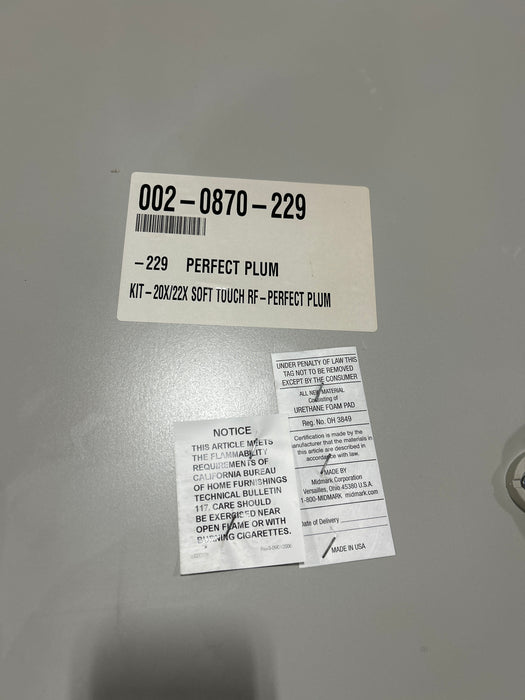 002-0870-229
-229 PERFECT PLUM
KIT-20X/22X SOFT TOUCH RF-PERFECT PLUM
UNDER PENALTY OF LAW THIS
TAG NOT TO BE REMOVED
EXCEPT BY THE CONSUMER
ALL NEW MATERIAL
Consisting of
URETHANE FOAM PAD
Reg. No. OH 3849
Certification is made by the
manufacturer that the materials in
this article are described in
accordance with law.
MADE BY
Midmark Corporation
Versailles, Ohio 45380 U.S.A.
1-800-MIDMARK midmark.com
Date of Delivery
MADE IN USA
NOTICE
THIS ARTICLE MEETS
THE FLAMMABILITY
REQUIREMENTS OF
CALIFORNIA BUREAU
OF HOME FURNISHINGS
TECHNICAL BULLETIN
117. CARE SHOULD
BE EXERCISED NEAR
OPEN FLAME OR WITH
BURNING CIGARETTES.